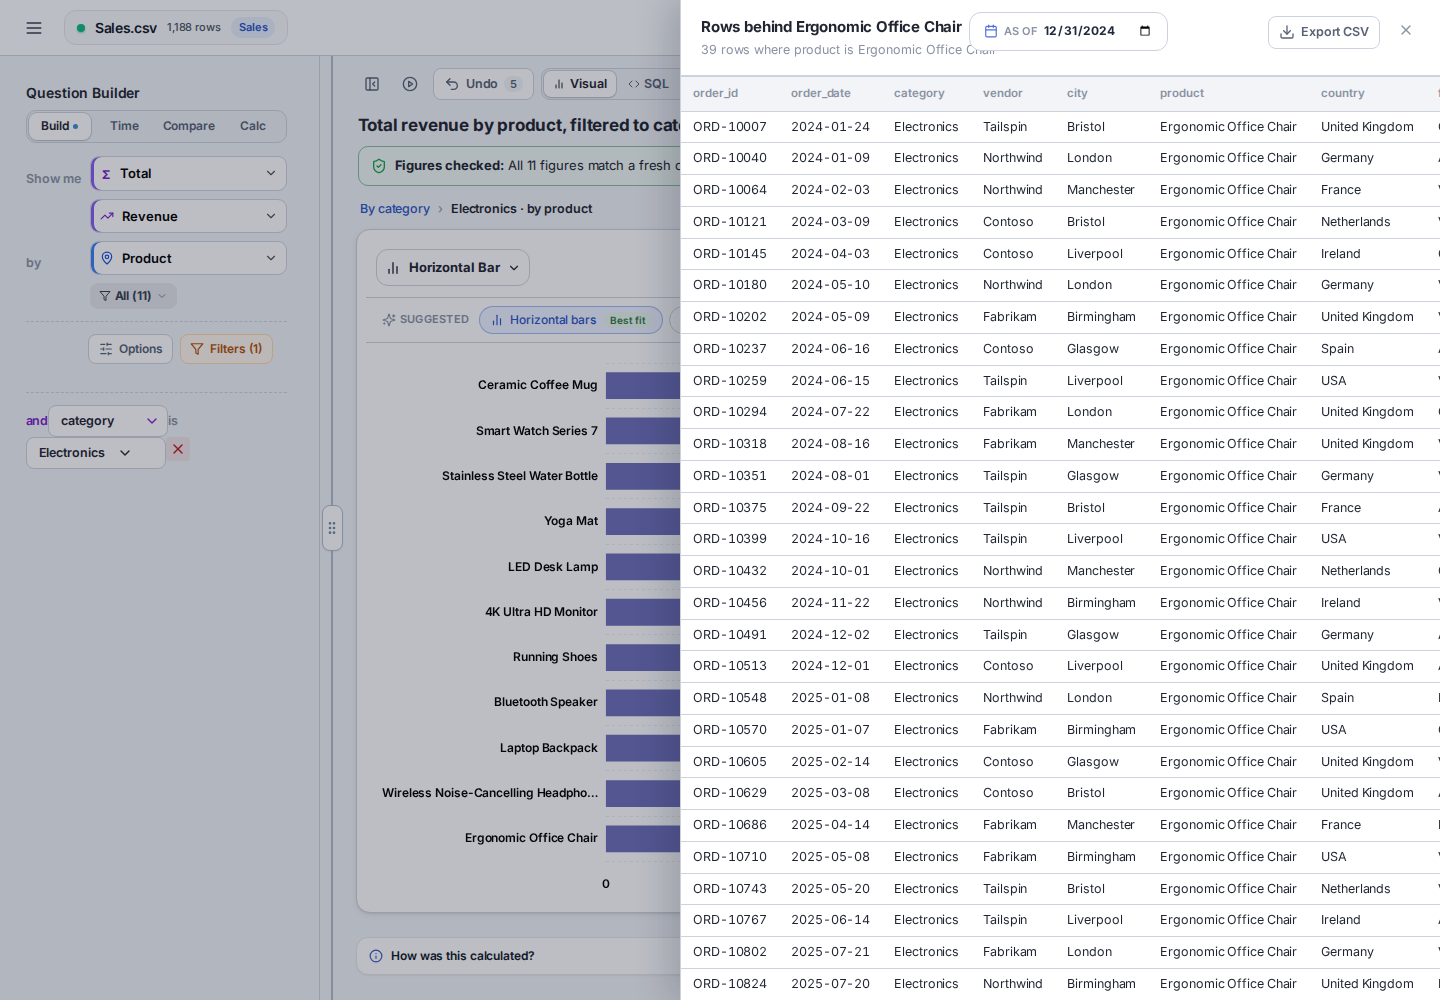 Sales.csv 1,188 rows Sales
Rows behind Ergonomic Office Chair
AS OF 12/31/2024
Export CSV
39 rows where product is Ergonomic Office Chair
Question Builder
Build Time Compare Calc
Show me Total
Revenue
by Product
All (11)
Options Filters (1)
and category is
Electronics
Undo 5 Visual SQL
Total revenue by product, filtered to cat
Figures checked: All 11 figures match a fresh
By category › Electronics · by product
Horizontal Bar
SUGGESTED Horizontal bars Best fit
Ceramic Coffee Mug
Smart Watch Series 7
Stainless Steel Water Bottle
Yoga Mat
LED Desk Lamp
4K Ultra HD Monitor
Running Shoes
Bluetooth Speaker
Laptop Backpack
Wireless Noise-Cancelling Headpho...
Ergonomic Office Chair
0
How was this calculated?
order_id order_date category vendor city product country
ORD-10007 2024-01-24 Electronics Tailspin Bristol Ergonomic Office Chair United Kingdom
ORD-10040 2024-01-09 Electronics Northwind London Ergonomic Office Chair Germany
ORD-10064 2024-02-03 Electronics Northwind Manchester Ergonomic Office Chair France
ORD-10121 2024-03-09 Electronics Contoso Bristol Ergonomic Office Chair Netherlands
ORD-10145 2024-04-03 Electronics Contoso Liverpool Ergonomic Office Chair Ireland
ORD-10180 2024-05-10 Electronics Northwind London Ergonomic Office Chair Germany
ORD-10202 2024-05-09 Electronics Fabrikam Birmingham Ergonomic Office Chair United Kingdom
ORD-10237 2024-06-16 Electronics Contoso Glasgow Ergonomic Office Chair Spain
ORD-10259 2024-06-15 Electronics Tailspin Liverpool Ergonomic Office Chair USA
ORD-10294 2024-07-22 Electronics Fabrikam London Ergonomic Office Chair United Kingdom
ORD-10318 2024-08-16 Electronics Fabrikam Manchester Ergonomic Office Chair United Kingdom
ORD-10351 2024-08-01 Electronics Tailspin Glasgow Ergonomic Office Chair Germany
ORD-10375 2024-09-22 Electronics Tailspin Bristol Ergonomic Office Chair France
ORD-10399 2024-10-16 Electronics Tailspin Liverpool Ergonomic Office Chair USA
ORD-10432 2024-10-01 Electronics Northwind Manchester Ergonomic Office Chair Netherlands
ORD-10456 2024-11-22 Electronics Northwind Birmingham Ergonomic Office Chair Ireland
ORD-10491 2024-12-02 Electronics Tailspin Glasgow Ergonomic Office Chair Germany
ORD-10513 2024-12-01 Electronics Contoso Liverpool Ergonomic Office Chair United Kingdom
ORD-10548 2025-01-08 Electronics Northwind London Ergonomic Office Chair Spain
ORD-10570 2025-01-07 Electronics Fabrikam Birmingham Ergonomic Office Chair USA
ORD-10605 2025-02-14 Electronics Contoso Glasgow Ergonomic Office Chair United Kingdom
ORD-10629 2025-03-08 Electronics Contoso Bristol Ergonomic Office Chair United Kingdom
ORD-10686 2025-04-14 Electronics Fabrikam Manchester Ergonomic Office Chair France
ORD-10710 2025-05-08 Electronics Fabrikam Birmingham Ergonomic Office Chair USA
ORD-10743 2025-05-20 Electronics Tailspin Bristol Ergonomic Office Chair Netherlands
ORD-10767 2025-06-14 Electronics Tailspin Liverpool Ergonomic Office Chair Ireland
ORD-10802 2025-07-21 Electronics Fabrikam London Ergonomic Office Chair Germany
ORD-10824 2025-07-20 Electronics Northwind Birmingham Ergonomic Office Chair United Kingdom